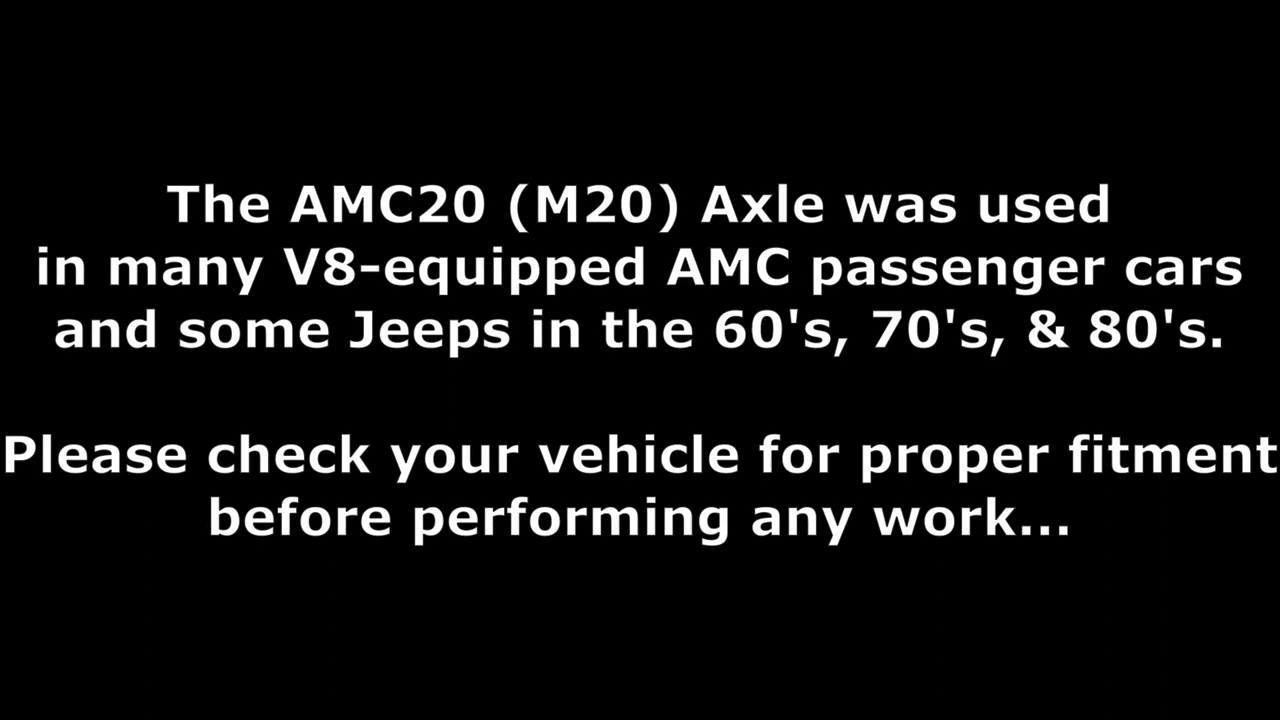 The AMC20 (M20) Axle was used
in many V8-equipped AMC passenger cars
and some Jeeps in the 60's, 70's, & 80's.
Please check your vehicle for proper fitment
before performing any work...